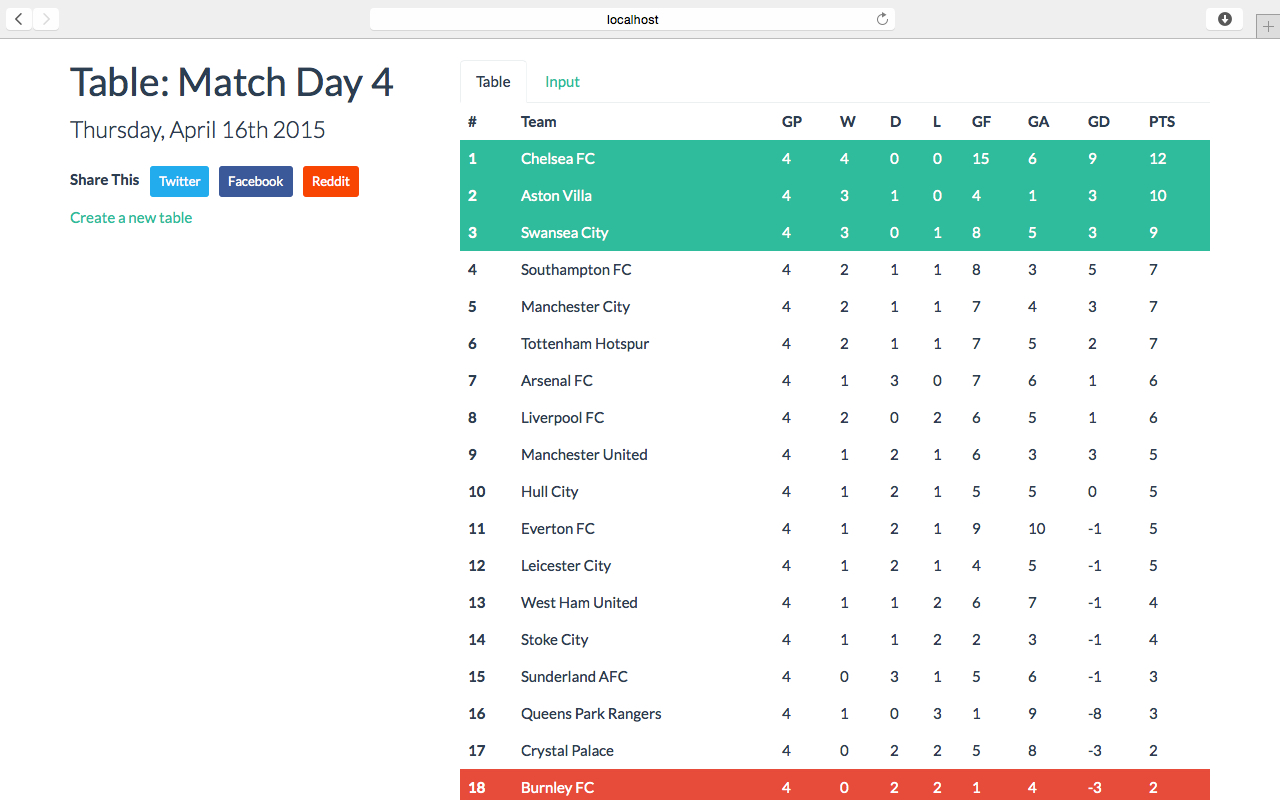 localhost
Table: Match Day 4
Thursday, April 16th 2015
Share This Twitter Facebook Reddit
Create a new table
Table Input
# Team GP W D L GF GA GD PTS
1 Chelsea FC 4 4 0 0 15 6 9 12
2 Aston Villa 4 3 1 0 4 1 3 10
3 Swansea City 4 3 0 1 8 5 3 9
4 Southampton FC 4 2 1 1 8 3 5 7
5 Manchester City 4 2 1 1 7 4 3 7
6 Tottenham Hotspur 4 2 1 1 7 5 2 7
7 Arsenal FC 4 1 3 0 7 6 1 6
8 Liverpool FC 4 2 0 2 6 5 1 6
9 Manchester United 4 1 2 1 6 3 3 5
10 Hull City 4 1 2 1 5 5 0 5
11 Everton FC 4 1 2 1 9 10 -1 5
12 Leicester City 4 1 2 1 4 5 -1 5
13 West Ham United 4 1 1 2 6 7 -1 4
14 Stoke City 4 1 1 2 2 3 -1 4
15 Sunderland AFC 4 0 3 1 5 6 -1 3
16 Queens Park Rangers 4 1 0 3 1 9 -8 3
17 Crystal Palace 4 0 2 2 5 8 -3 2
18 Burnley FC 4 0 2 2 1 4 -3 2